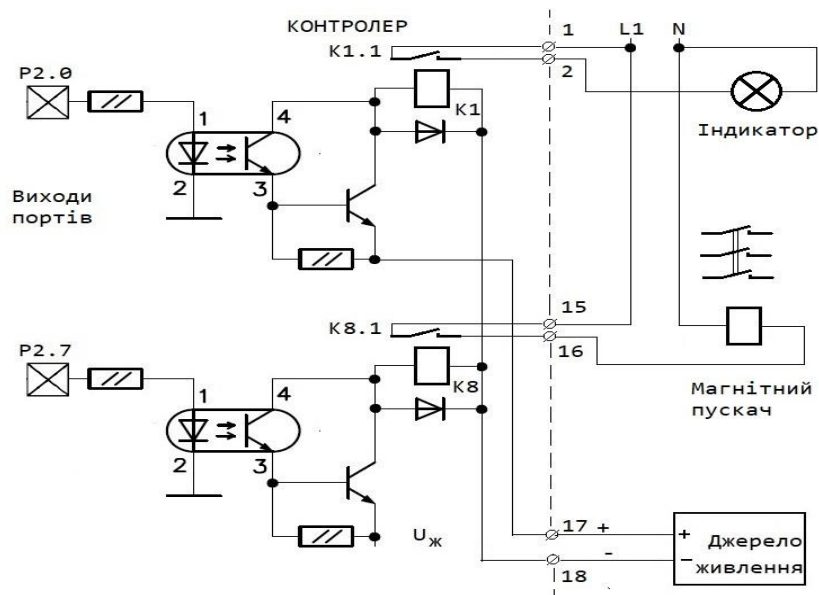 КОНТРОЛЕР
1
L1
N
K1.1
2
P2.0
1
4
K1
Індикатор
2
3
Виходи
портів
15
K8.1
16
P2.7
1
4
K8
Магнітний
пускач
2
3
Uж
17
+
+
Джерело
живлення
-
−
18